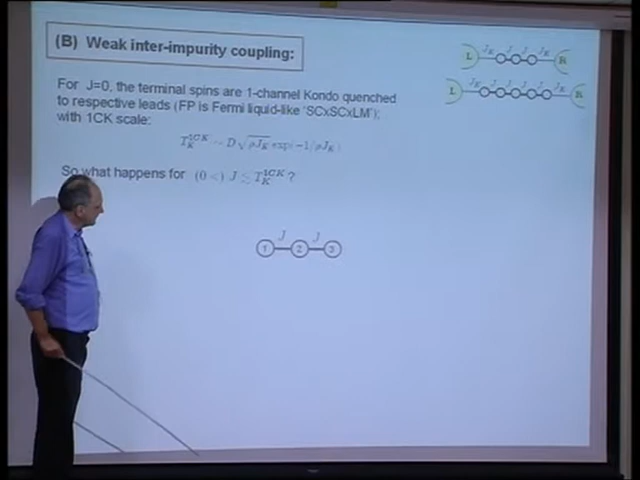 (B) Weak inter-impurity coupling:
L J_K J J J_K R
L J_K J J J J J_K R
For J=0, the terminal spins are 1-channel Kondo quenched
to respective leads (FP is Fermi liquid-like 'SCxSCxLM');
with 1CK scale:
T_K^{1CK} ~ D√ρJ_K exp(−1/ρJ_K)
So what happens for (0 <) J ≲ T_K^{1CK} ?
J J
1 2 3